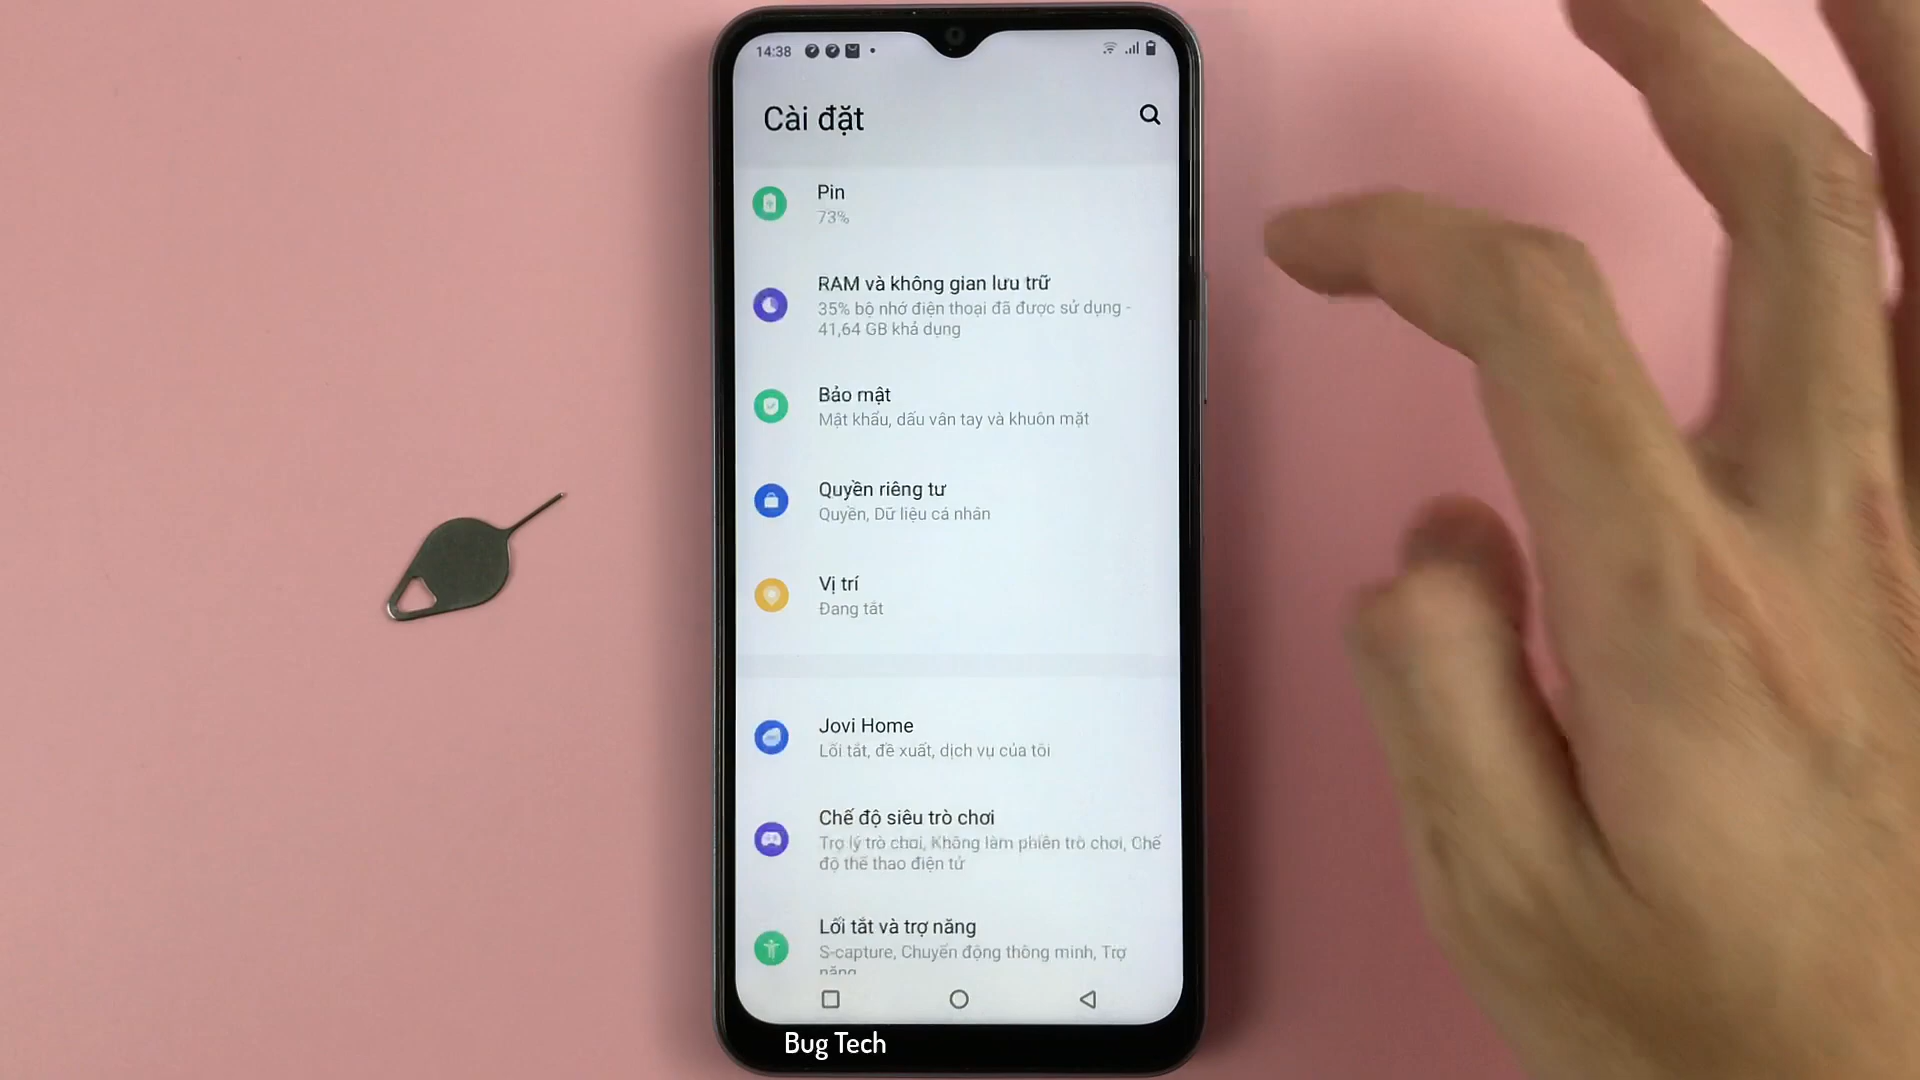 14:38
Cài đặt
Pin
73%
RAM và không gian lưu trữ
35% bộ nhớ điện thoại đã được sử dụng -
41,64 GB khả dụng
Bảo mật
Mật khẩu, dấu vân tay và khuôn mặt
Quyền riêng tư
Quyền, Dữ liệu cá nhân
Vị trí
Đang tắt
Jovi Home
Lối tắt, đề xuất, dịch vụ của tôi
Chế độ siêu trò chơi
Trợ lý trò chơi, Không làm phiền trò chơi, Chế
độ thể thao điện tử
Lối tắt và trợ năng
S-capture, Chuyển động thông minh, Trợ
năng
Bug Tech